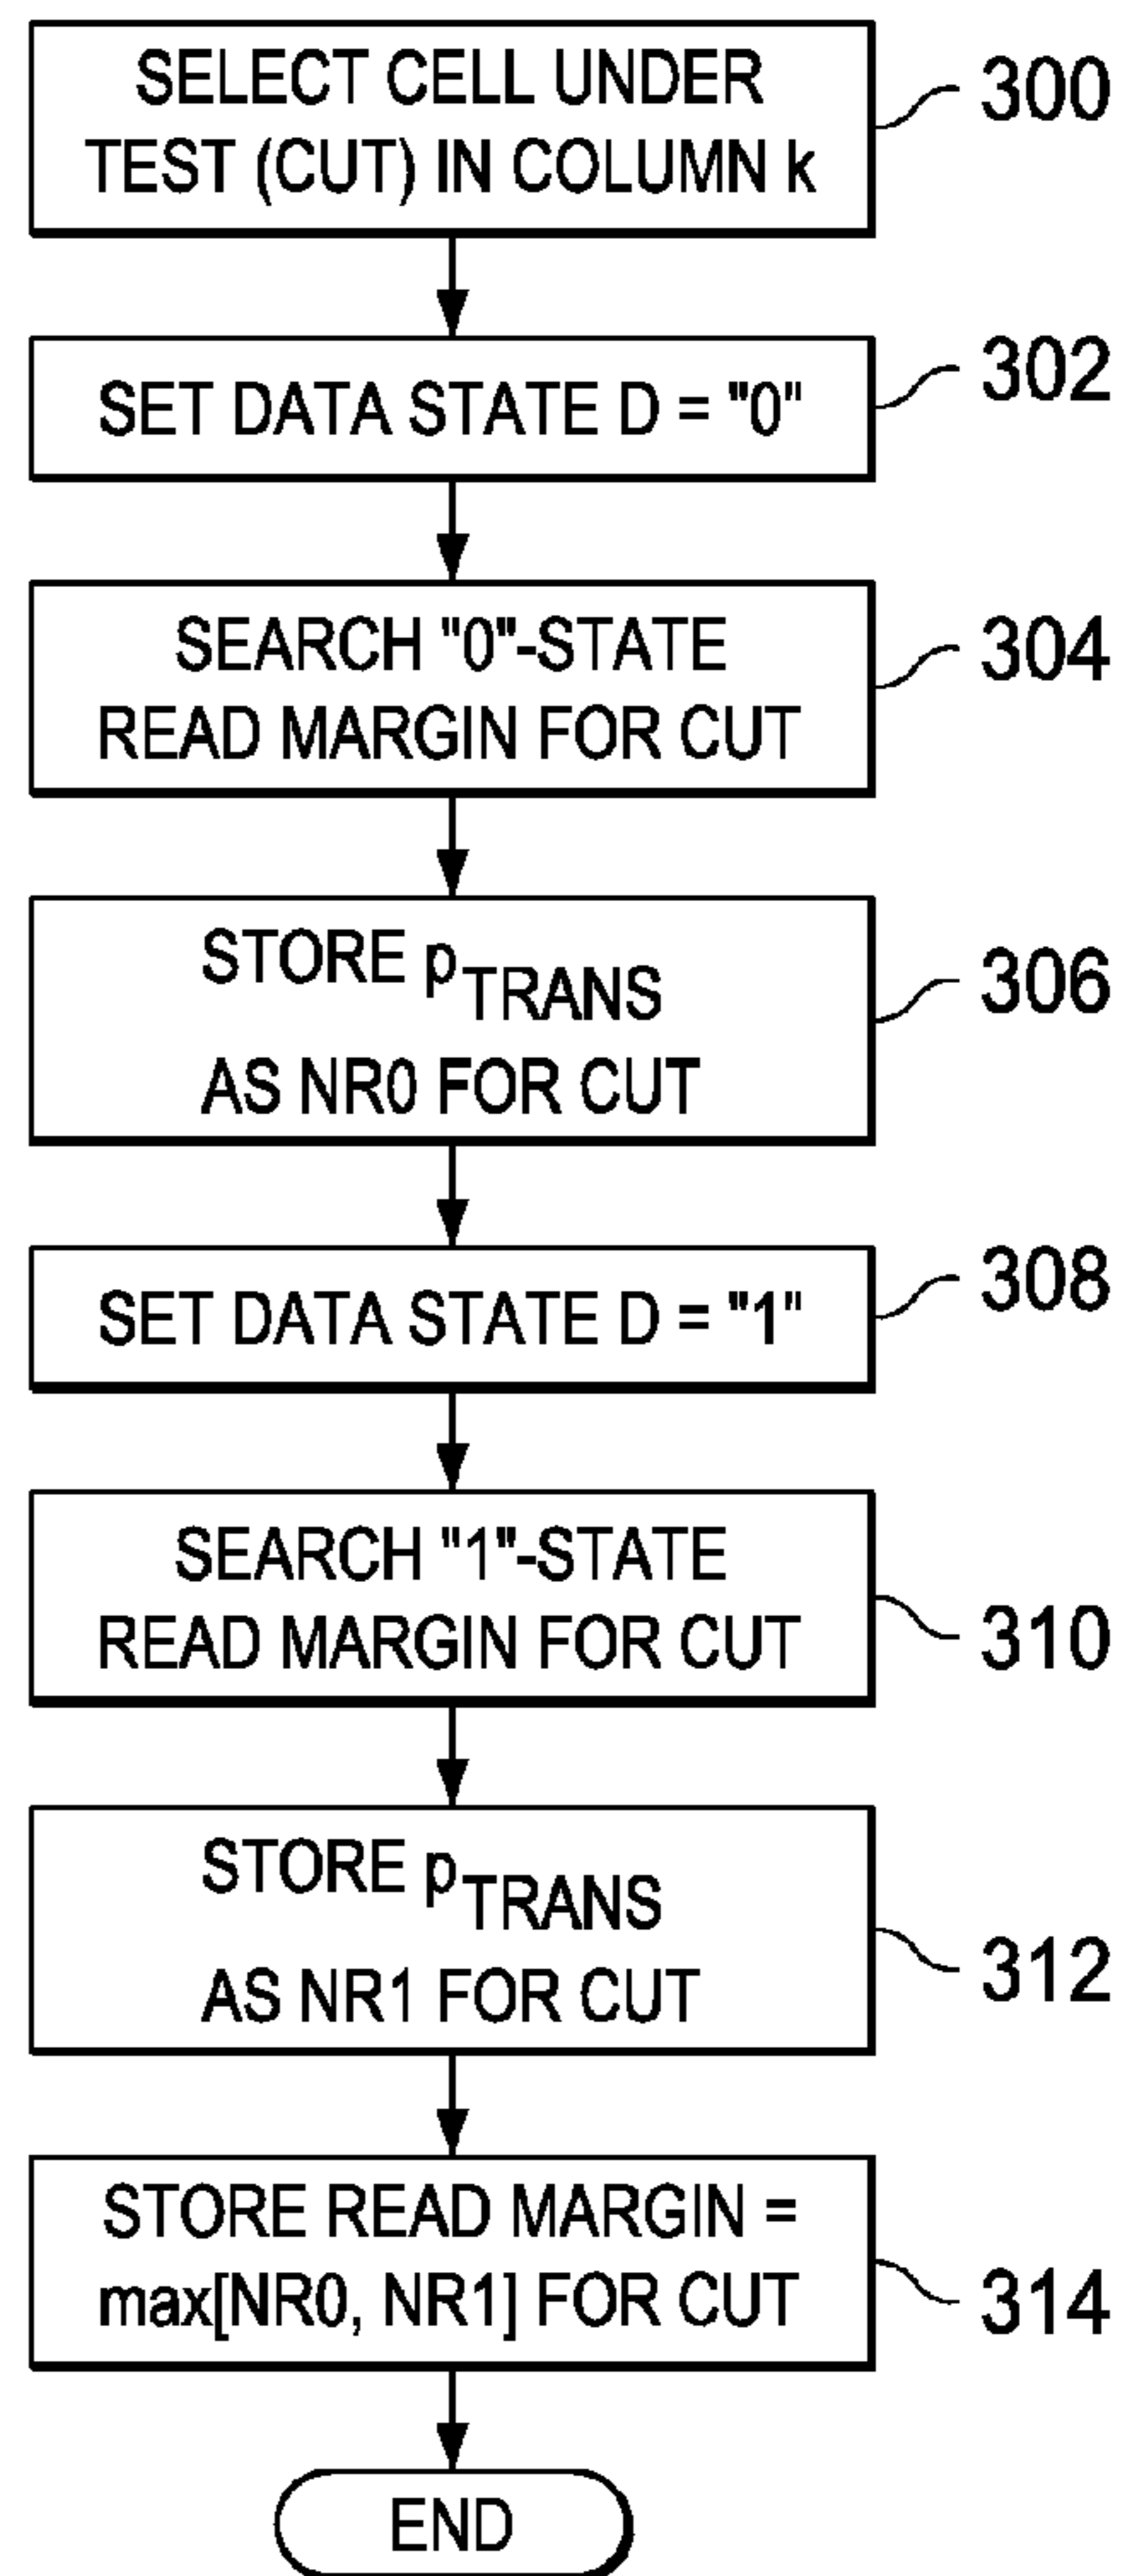 SELECT CELL UNDER
TEST (CUT) IN COLUMN k
300
SET DATA STATE D = "0"
302
SEARCH "0"-STATE
READ MARGIN FOR CUT
304
STORE pTRANS
AS NR0 FOR CUT
306
SET DATA STATE D = "1"
308
SEARCH "1"-STATE
READ MARGIN FOR CUT
310
STORE pTRANS
AS NR1 FOR CUT
312
STORE READ MARGIN =
max[NR0, NR1] FOR CUT
314
END